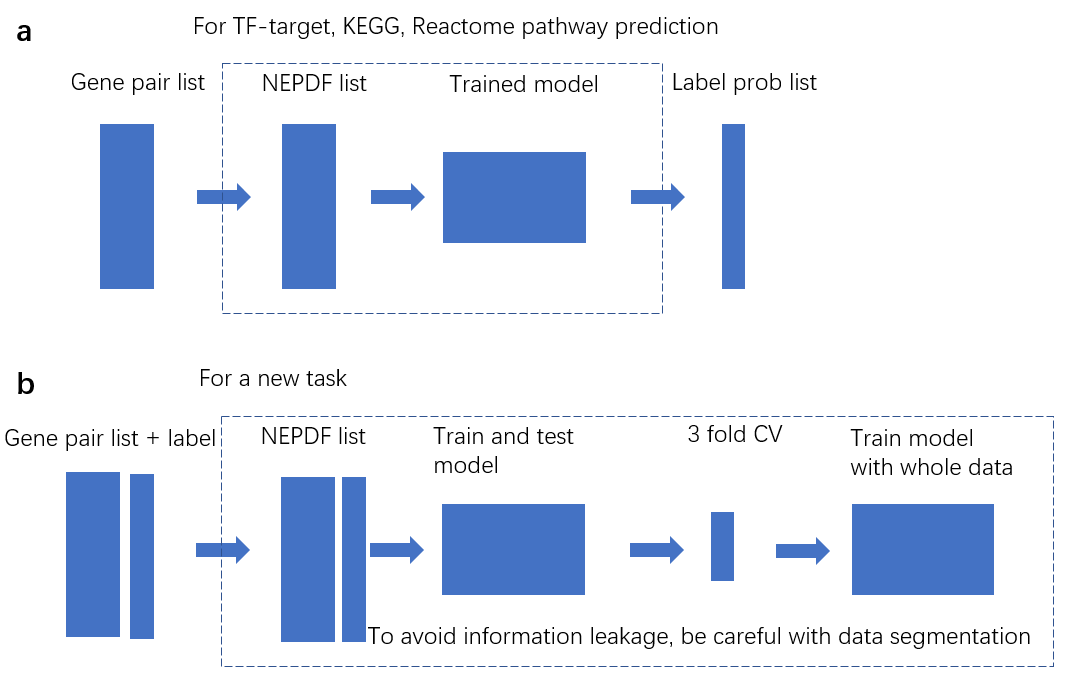 a
For TF-target, KEGG, Reactome pathway prediction
Gene pair list
NEPDF list
Trained model
Label prob list
b
For a new task
Gene pair list + label
NEPDF list
Train and test
model
3 fold CV
Train model
with whole data
To avoid information leakage, be careful with data segmentation